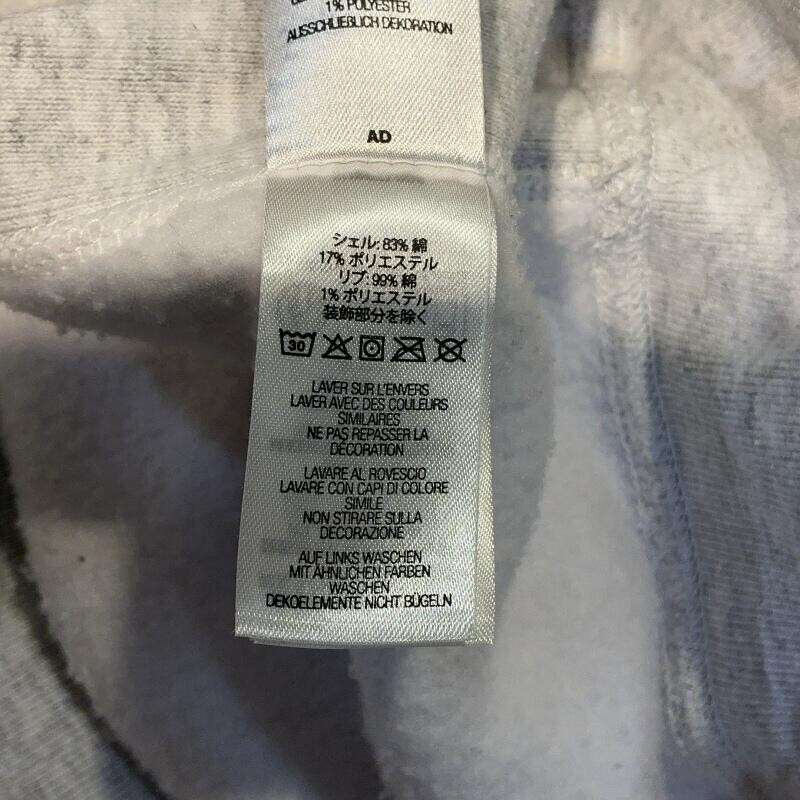 1% POLYESTER
AUSSCHLIEBLICH DEKORATION
AD
シェル: 83% 綿
17% ポリエステル
リブ: 99% 綿
1% ポリエステル
装飾部分を除く
30
LAVER SUR L'ENVERS
LAVER AVEC DES COULEURS
SIMILAIRES
NE PAS REPASSER LA
DÉCORATION
LAVARE AL ROVESCIO
LAVARE CON CAPI DI COLORE
SIMILE
NON STIRARE SULLA
DECORAZIONE
AUF LINKS WASCHEN
MIT ÄHNLICHEN FARBEN
WASCHEN
DEKOELEMENTE NICHT BÜGELN